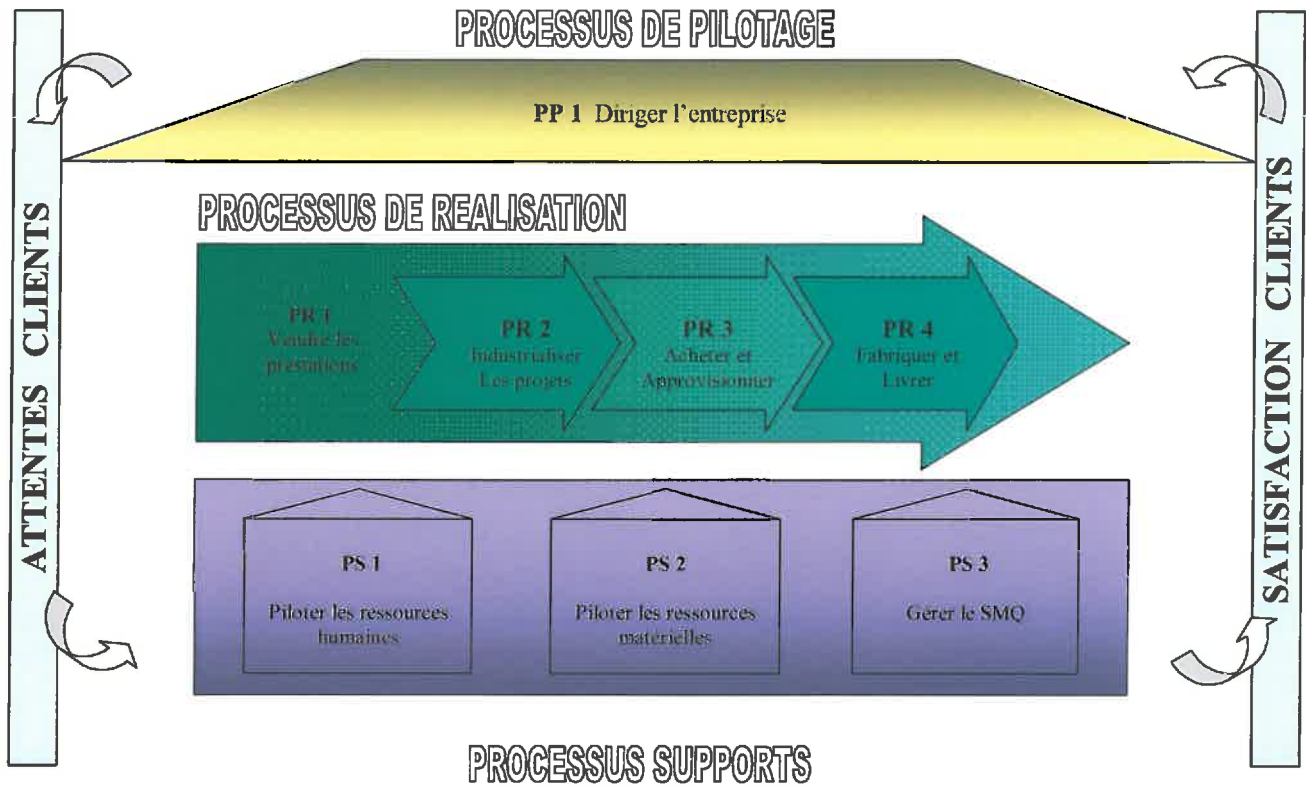 PROCESSUS DE PILOTAGE
PP 1 Diriger l'entreprise
ATTENTES CLIENTS
SATISFACTION CLIENTS
PROCESSUS DE REALISATION
PR 1
Vendre les
prestations
PR 2
Industrialiser
Les projets
PR 3
Acheter et
Approvisionner
PR 4
Fabriquer et
Livrer
PS 1
Piloter les ressources
humaines
PS 2
Piloter les ressources
matérielles
PS 3
Gérer le SMQ
PROCESSUS SUPPORTS